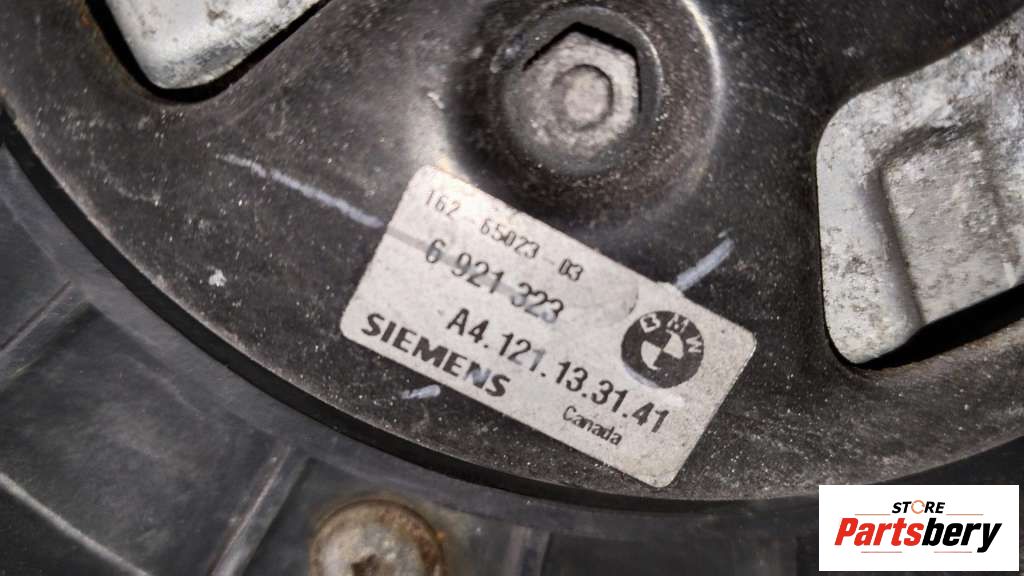 162-65023-03
6 921 323
BMW
A4.121.13.31.41
SIEMENS
Canada
STORE
Partsbery